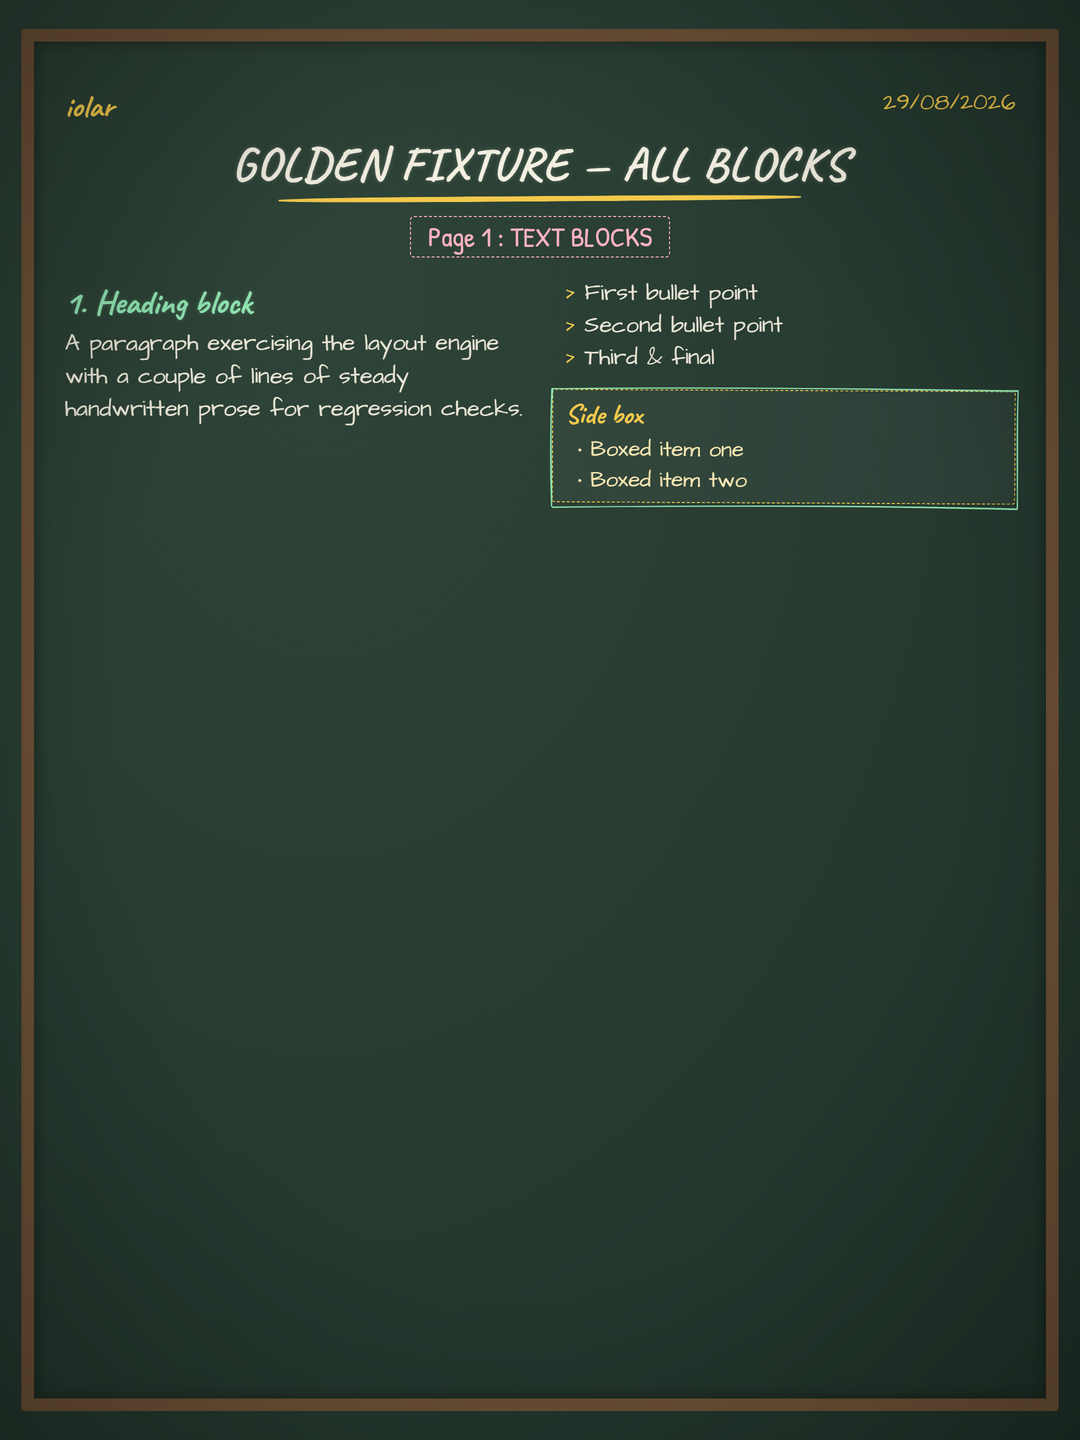 iolar
29/08/2026
GOLDEN FIXTURE – ALL BLOCKS
Page 1 : TEXT BLOCKS
1. Heading block
A paragraph exercising the layout engine
with a couple of lines of steady
handwritten prose for regression checks.
> First bullet point
> Second bullet point
> Third & final
Side box
· Boxed item one
· Boxed item two